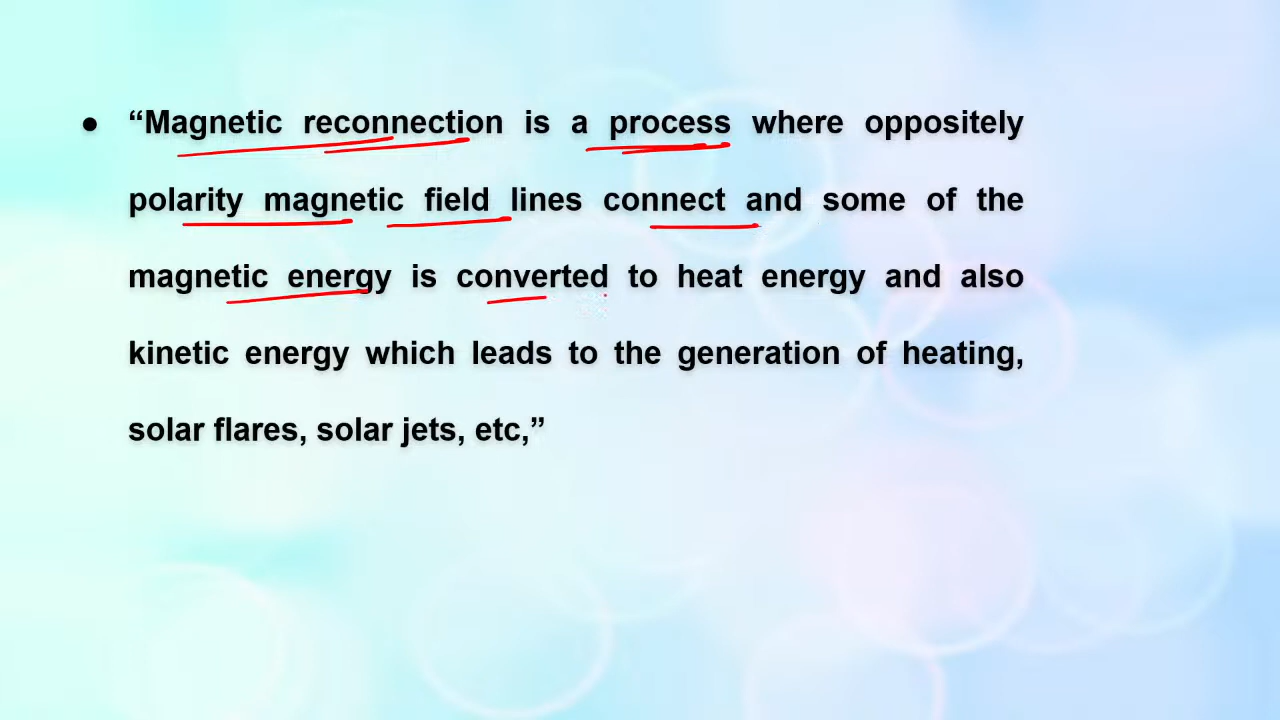 ● “Magnetic reconnection is a process where oppositely
polarity magnetic field lines connect and some of the
magnetic energy is converted to heat energy and also
kinetic energy which leads to the generation of heating,
solar flares, solar jets, etc,”